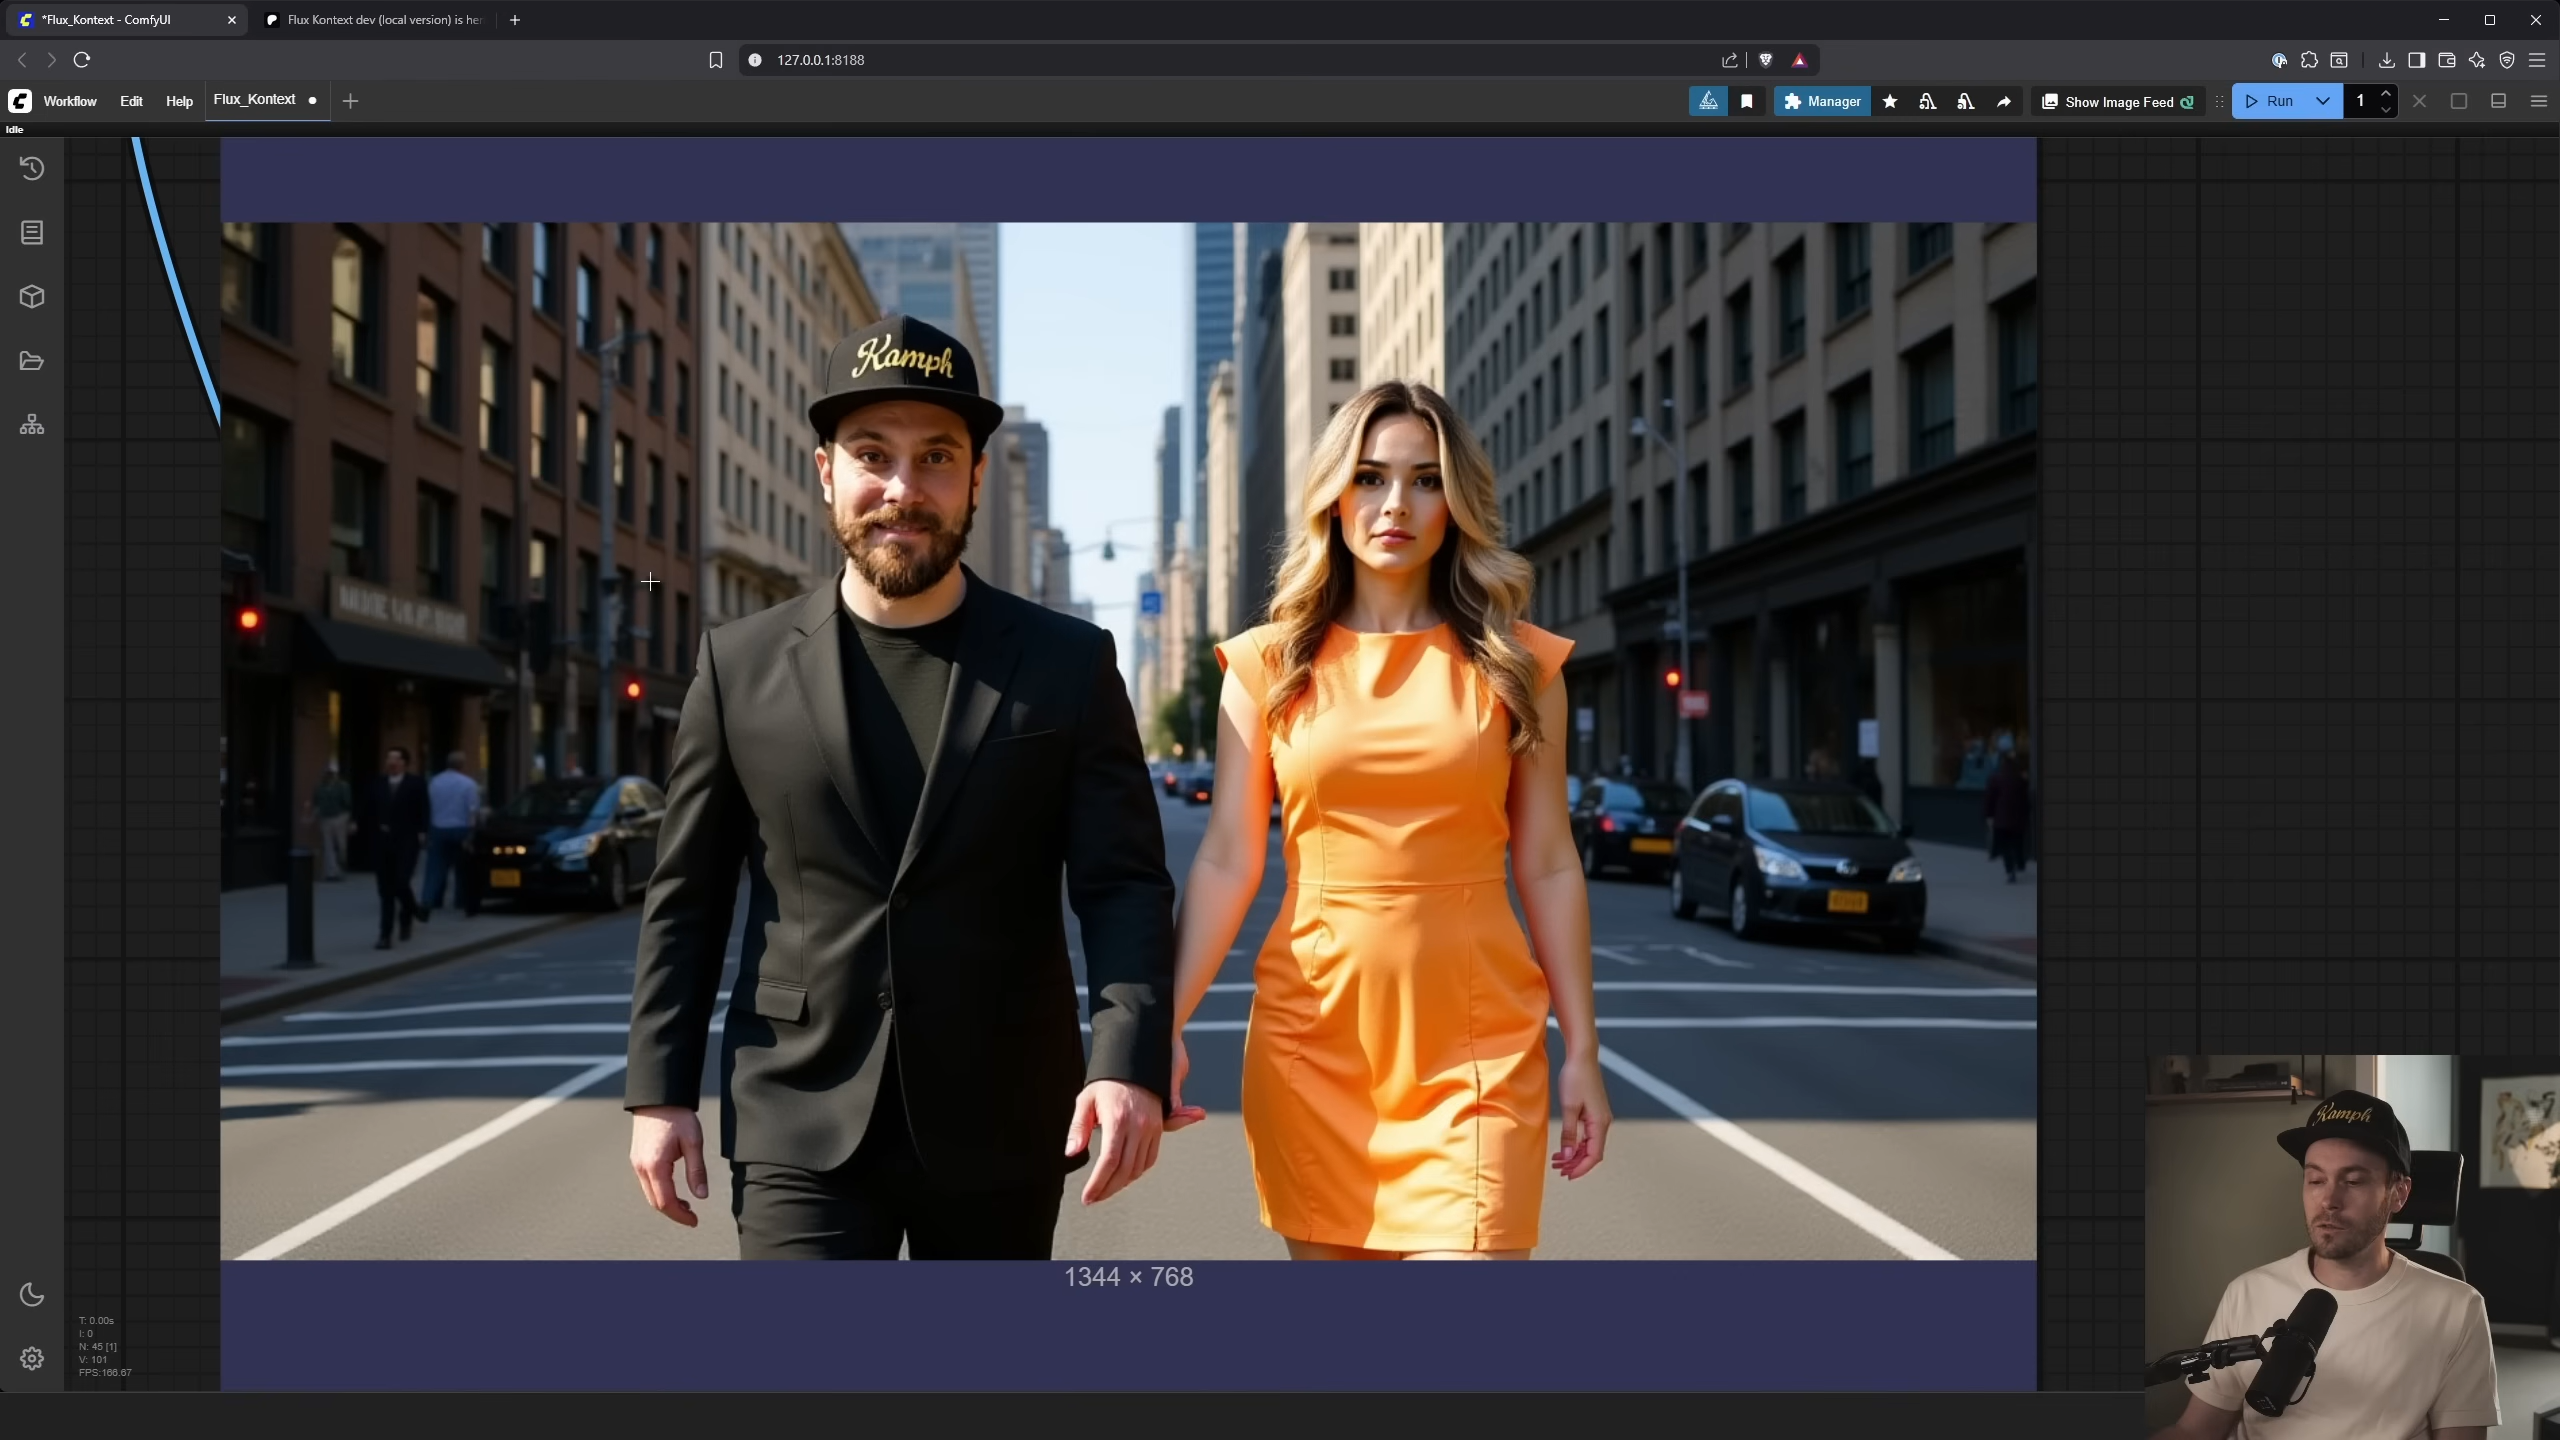 *Flux_Kontext - ComfyUI
Flux Kontext dev (local version) is her
127.0.0.1:8188
Workflow Edit Help Flux_Kontext
Manager Show Image Feed Run 1
Idle
Kamph
1344 × 768
Kamph
T: 0.00s
I: 0
N: 45 [1]
V: 101
FPS:166.67